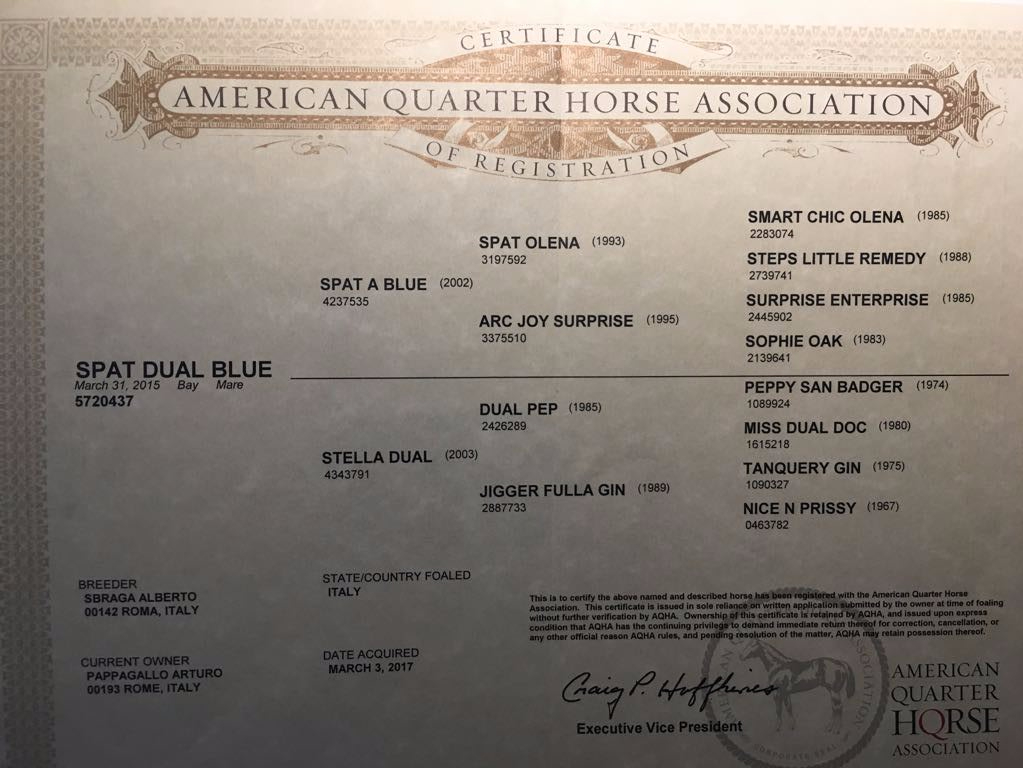 CERTIFICATE
AMERICAN QUARTER HORSE ASSOCIATION
OF REGISTRATION
SMART CHIC OLENA (1985)
2283074
SPAT OLENA (1993)
3197592
STEPS LITTLE REMEDY (1988)
2739741
SPAT A BLUE (2002)
4237535
SURPRISE ENTERPRISE (1985)
2445902
ARC JOY SURPRISE (1995)
3375510
SOPHIE OAK (1983)
2139641
SPAT DUAL BLUE
March 31, 2015 Bay Mare
5720437
PEPPY SAN BADGER (1974)
1089924
DUAL PEP (1985)
2426289
MISS DUAL DOC (1980)
1615218
STELLA DUAL (2003)
4343791
TANQUERY GIN (1975)
1090327
JIGGER FULLA GIN (1989)
2887733
NICE N PRISSY (1967)
0463782
BREEDER
SBRAGA ALBERTO
00142 ROMA, ITALY
STATE/COUNTRY FOALED
ITALY
CURRENT OWNER
PAPPAGALLO ARTURO
00193 ROME, ITALY
DATE ACQUIRED
MARCH 3, 2017
This is to certify the above named and described horse has been registered with the American Quarter Horse
Association. This certificate is issued in sole reliance on written application submitted by the owner at time of foaling
without further verification by AQHA. Ownership of this certificate is retained by AQHA, and issued upon express
condition that AQHA has the continuing privilege to demand immediate return thereof for correction, cancellation, or
any other official reason AQHA rules, and pending resolution of the matter, AQHA may retain possession thereof.
Craig P. Huffhines
Executive Vice President
CORPORATE SEAL
AMERICAN
QUARTER
HORSE
ASSOCIATION